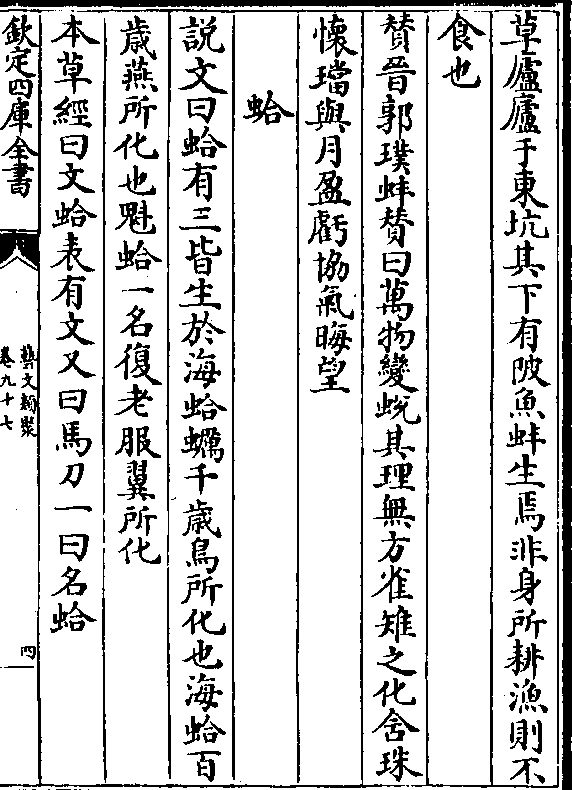 草廬廬于東坑其下有陂魚蚌生焉非身所耕漁則不
食也
賛晉郭璞蚌賛曰萬物變蛻其理無方雀雉之化含珠
懷璫與月盈虧協氣晦望
蛤
説文曰蛤有三皆生於海蛤蠣千歳鳥所化也海蛤百
歳燕所化也魁蛤一名復老服翼所化
本草經曰文蛤表有文又曰馬刀一曰名蛤
欽定四庫全書
藝文類聚
卷九十七
四